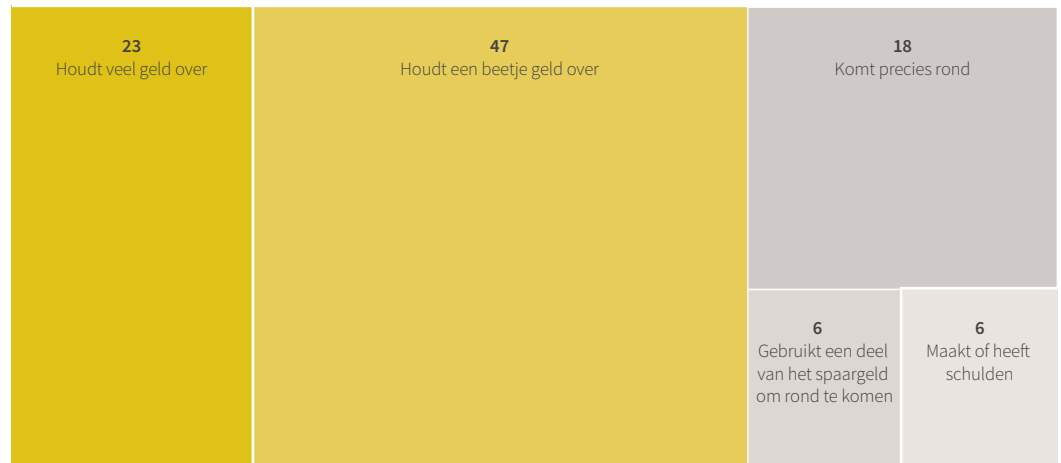 23
Houdt veel geld over
47
Houdt een beetje geld over
18
Komt precies rond
6
Gebruikt een deel
van het spaargeld
om rond te komen
6
Maakt of heeft
schulden